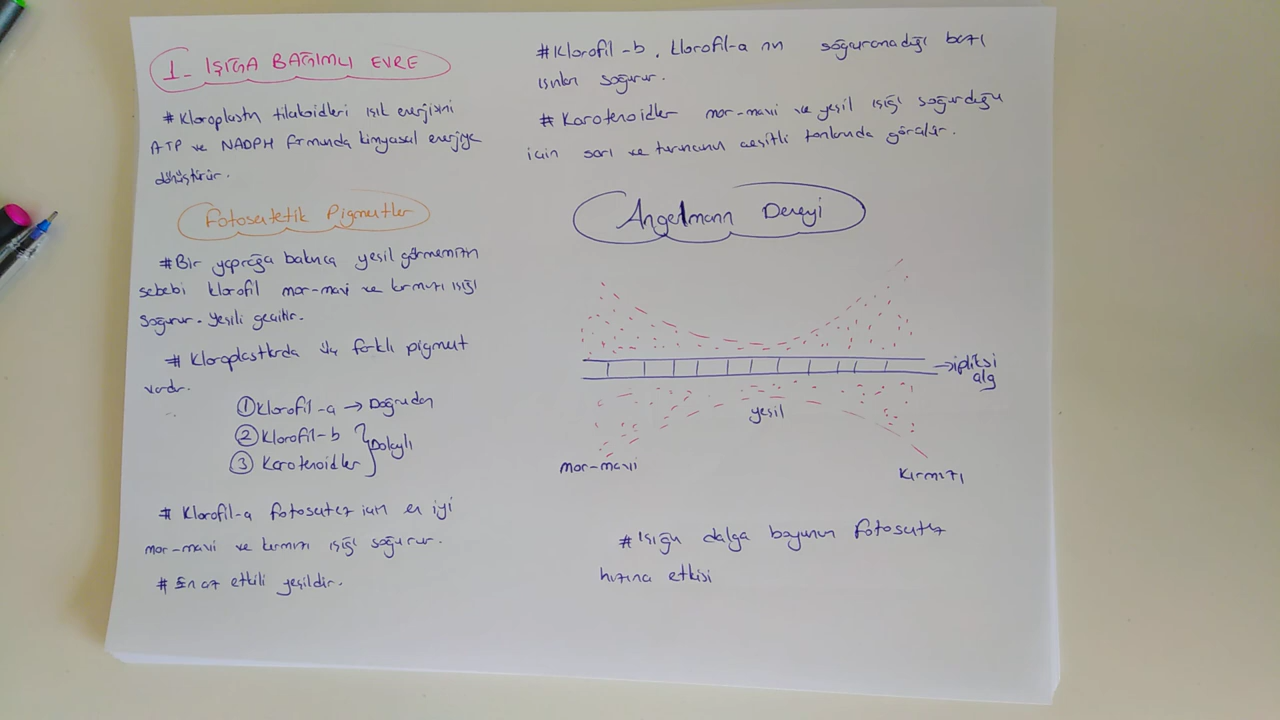 1- IŞIĞA BAĞIMLI EVRE
# Kloroplastın tilakoidleri ışık enerjisini
ATP ve NADPH formunda kimyasal enerjiye
dönüştürür.
Fotosentetik Pigmentler
# Bir yaprağa bakınca yeşil görmemizin
sebebi klorofil mor-mavi ve kırmızı ışığı
soğurur. Yeşili geçirir.
# Kloroplastlarda üç farklı pigment
vardır.
① Klorofil-a → Doğrudan
② Klorofil-b
③ Karotenoidler } Dolaylı
# Klorofil-a fotosentez için en iyi
mor-mavi ve kırmızı ışığı soğurur.
# En az etkili yeşildir.
# Klorofil-b, klorofil-a nın soğuramadığı bazı
ışınları soğurur.
# Karotenoidler mor-mavi ve yeşil ışığı soğurduğu
için sarı ve turuncunun çeşitli tonlarında görülür.
Angelmann Deneyi
→ ipliksi
alg
yeşil
mor-mavi
kırmızı
# Işığın dalga boyunun fotosentez
hızına etkisi